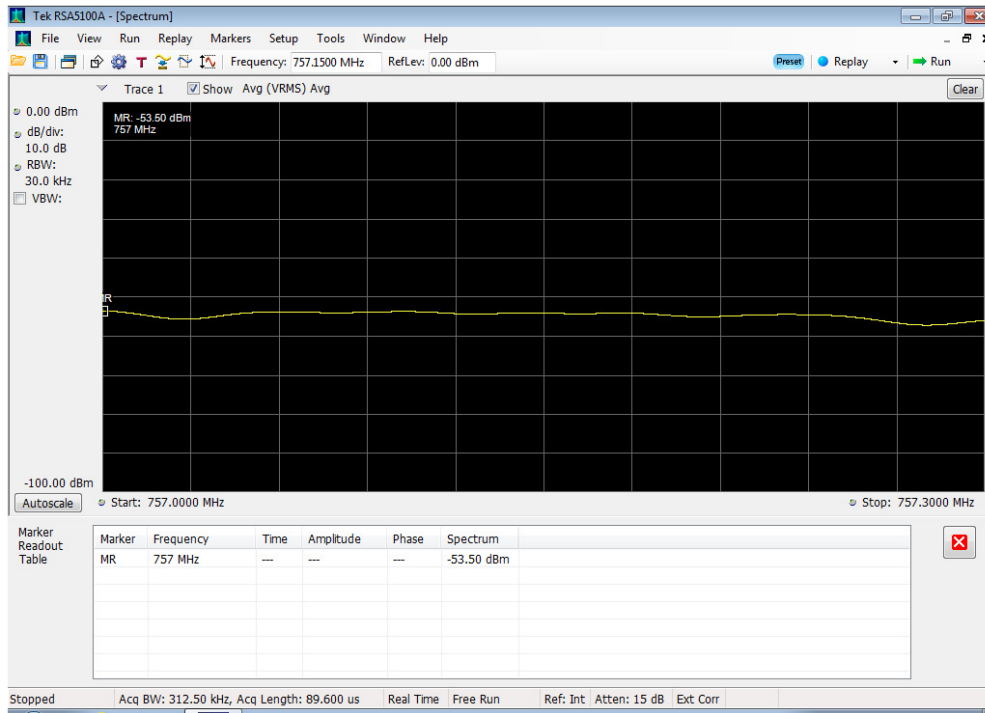 Tek RSA5100A - [Spectrum]
File View Run Replay Markers Setup Tools Window Help
T Frequency: 757.1500 MHz RefLev: 0.00 dBm Preset Replay Run
Trace 1 Show Avg (VRMS) Avg Clear
0.00 dBm
dB/div:
10.0 dB
RBW:
30.0 kHz
VBW:
MR: -53.50 dBm
757 MHz
-100.00 dBm
Autoscale Start: 757.0000 MHz Stop: 757.3000 MHz
Marker
Readout
Table
Marker Frequency Time Amplitude Phase Spectrum
MR 757 MHz --- --- --- -53.50 dBm
Stopped Acq BW: 312.50 kHz, Acq Length: 89.600 us Real Time Free Run Ref: Int Atten: 15 dB Ext Corr